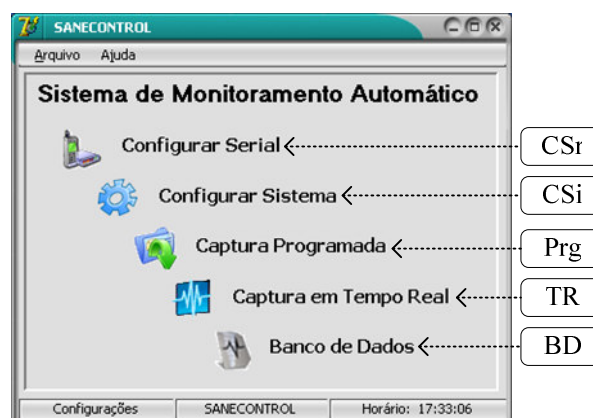 SANECONTROL
Arquivo Ajuda
Sistema de Monitoramento Automático
Configurar Serial CSr
Configurar Sistema CSi
Captura Programada Prg
Captura em Tempo Real TR
Banco de Dados BD
Configurações SANECONTROL Horário: 17:33:06